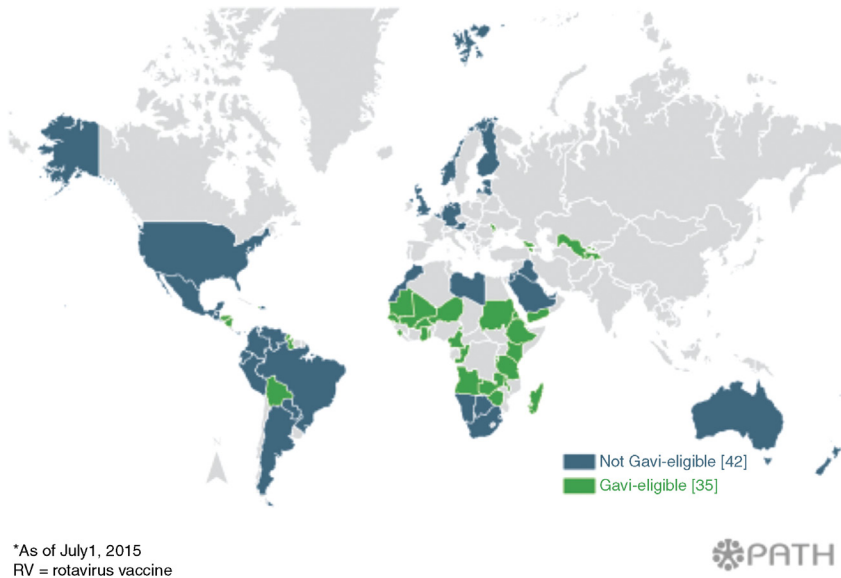 Not Gavi-eligible [42]
Gavi-eligible [35]
*As of July1, 2015
RV = rotavirus vaccine
PATH